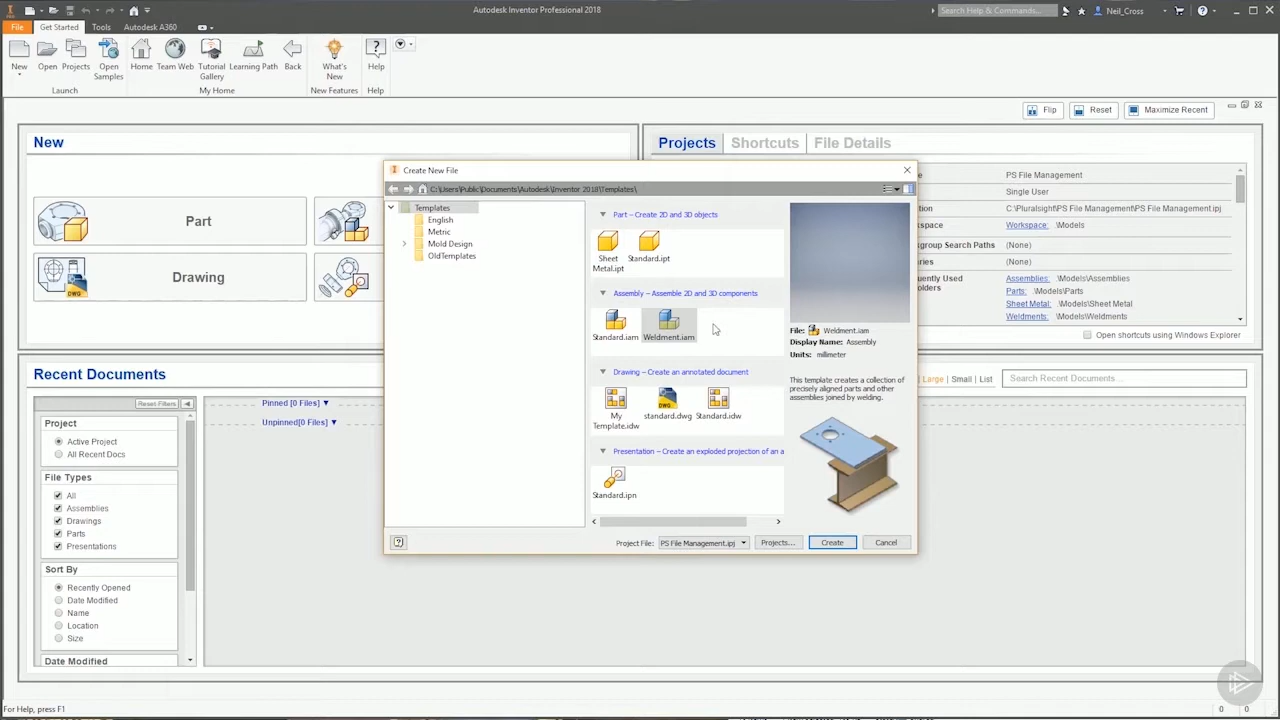 Autodesk Inventor Professional 2018
Search Help & Commands...
Neil_Cross
File
Get Started
Tools
Autodesk A360
New
Open
Projects
Open Samples
Home
Team Web
Tutorial Gallery
Learning Path
Back
What's New
Help
Launch
My Home
New Features
Help
Flip
Reset
Maximize Recent
New
Part
Drawing
Projects
Shortcuts
File Details
PS File Management
Single User
C:\Pluralsight\PS File Management\PS File Management.ipj
Workspace: .\Models
(None)
(None)
Assemblies: .\Models\Assemblies
Parts: .\Models\Parts
Sheet Metal: .\Models\Sheet Metal
Weldments: .\Models\Weldments
Open shortcuts using Windows Explorer
Create New File
C:\Users\Public\Documents\Autodesk\Inventor 2018\Templates\
Templates
English
Metric
Mold Design
OldTemplates
Part – Create 2D and 3D objects
Sheet Metal.ipt
Standard.ipt
Assembly – Assemble 2D and 3D components
Standard.iam
Weldment.iam
Drawing – Create an annotated document
My Template.idw
standard.dwg
Standard.idw
Presentation – Create an exploded projection of an a
Standard.ipn
File: Weldment.iam
Display Name: Assembly
Units: millimeter
This template creates a collection of
precisely aligned parts and other
assemblies joined by welding.
Project File:
PS File Management.ipj
Projects...
Create
Cancel
Recent Documents
Large | Small | List
Search Recent Documents ...
Reset Filters
Project
Active Project
All Recent Docs
File Types
All
Assemblies
Drawings
Parts
Presentations
Sort By
Recently Opened
Date Modified
Name
Location
Size
Date Modified
Pinned [0 Files]
Unpinned[0 Files]
For Help, press F1
0
0